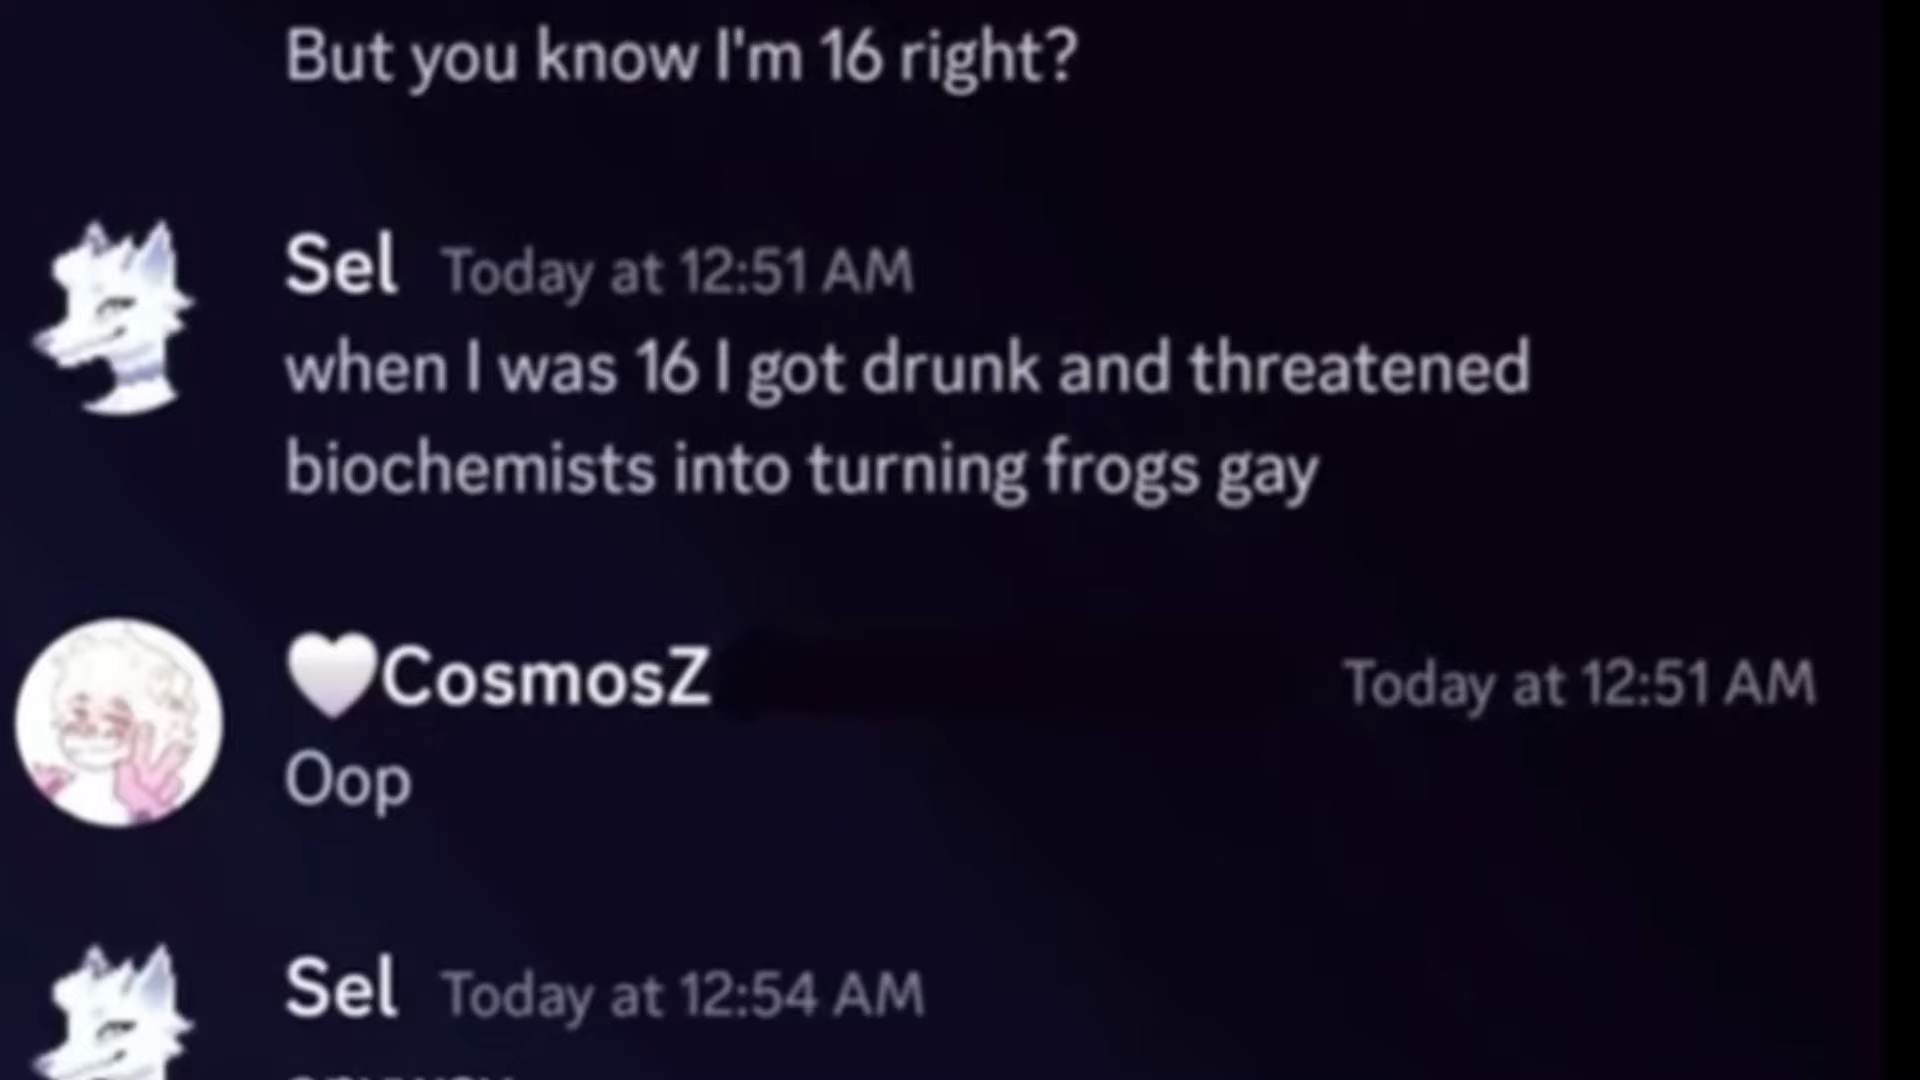 But you know I'm 16 right?
Sel Today at 12:51 AM
when I was 16 I got drunk and threatened
biochemists into turning frogs gay
🤍CosmosZ Today at 12:51 AM
Oop
Sel Today at 12:54 AM